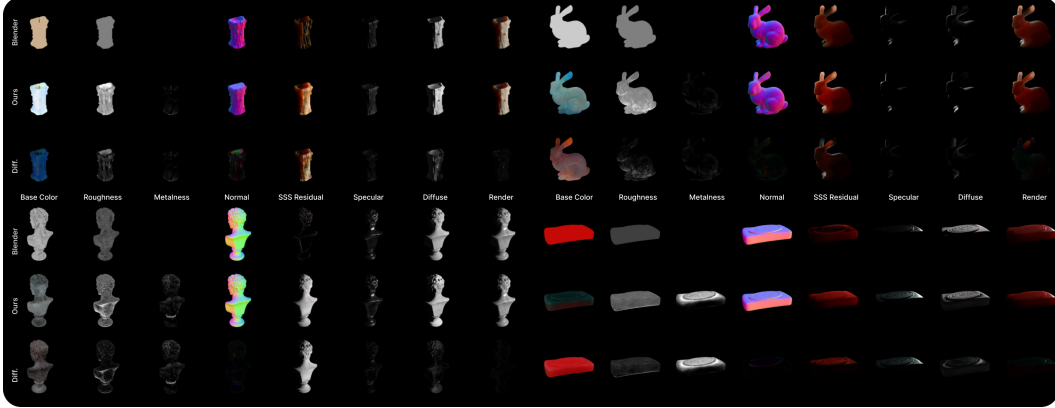 Blender
Ours
Diff.
Base Color Roughness Metalness Normal SSS Residual Specular Diffuse Render Base Color Roughness Metalness Normal SSS Residual Specular Diffuse Render
Blender
Ours
Diff.